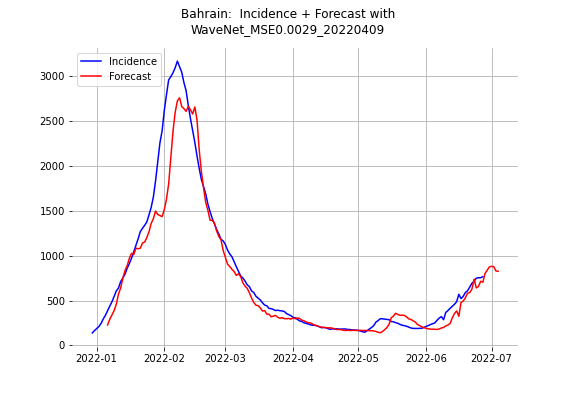 Bahrain:  Incidence + Forecast with
WaveNet_MSE0.0029_20220409
Incidence
Forecast
3000
2500
2000
1500
1000
500
0
2022-01 2022-02 2022-03 2022-04 2022-05 2022-06 2022-07